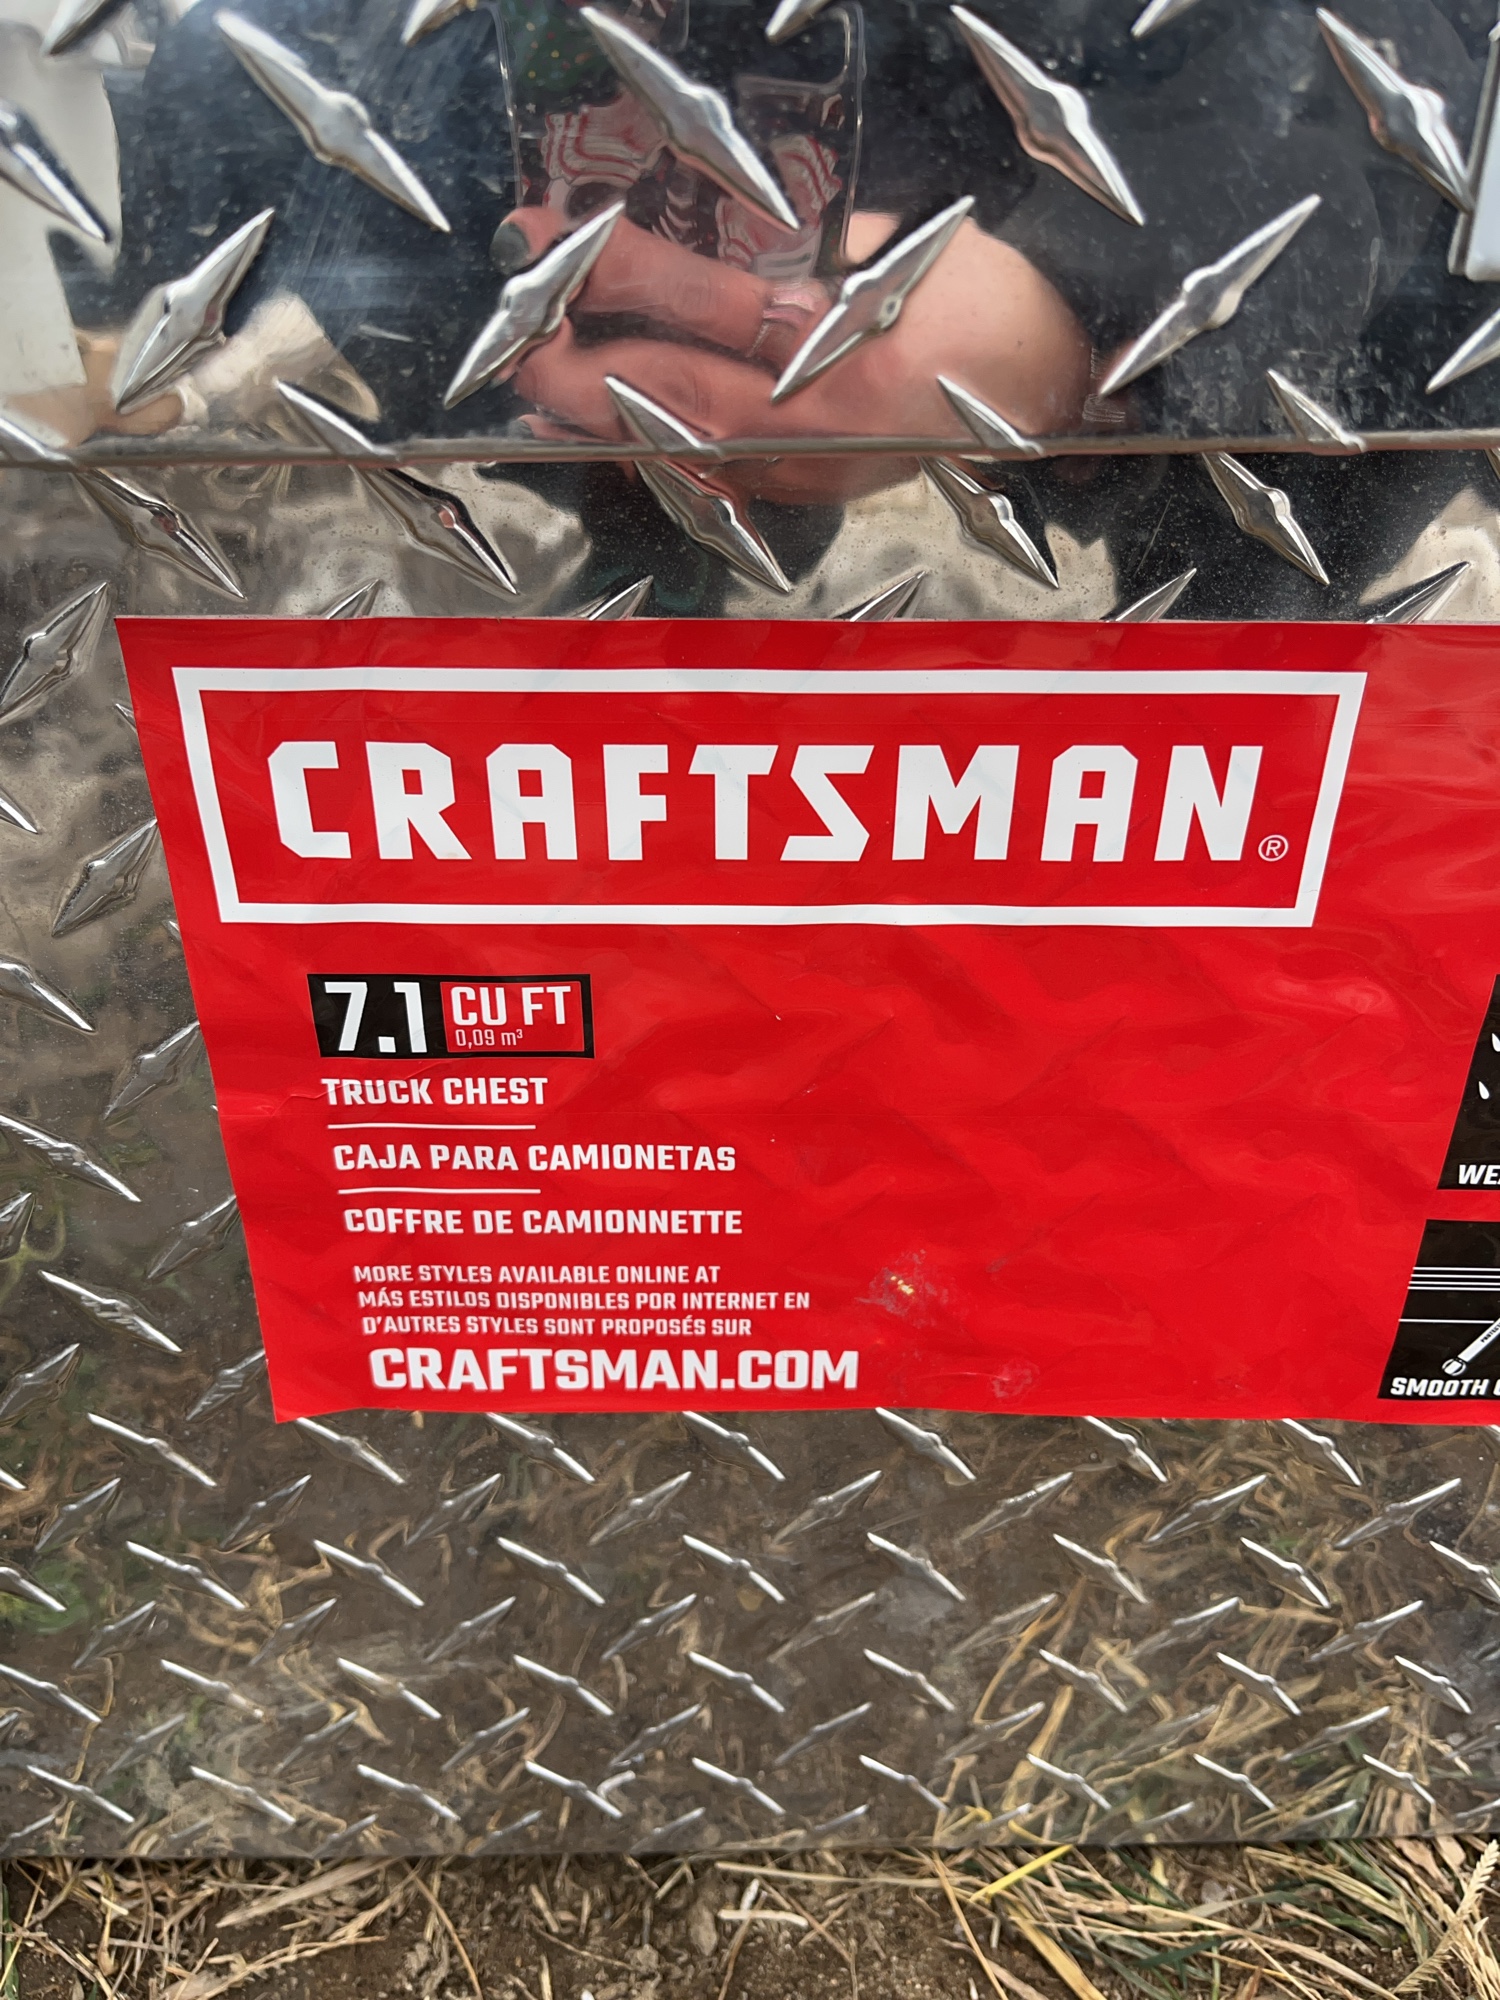 CRAFTSMAN®
7.1 CU FT
0,09 m³
TRUCK CHEST
CAJA PARA CAMIONETAS
COFFRE DE CAMIONNETTE
MORE STYLES AVAILABLE ONLINE AT
MÁS ESTILOS DISPONIBLES POR INTERNET EN
D'AUTRES STYLES SONT PROPOSÉS SUR
CRAFTSMAN.COM
SMOOTH